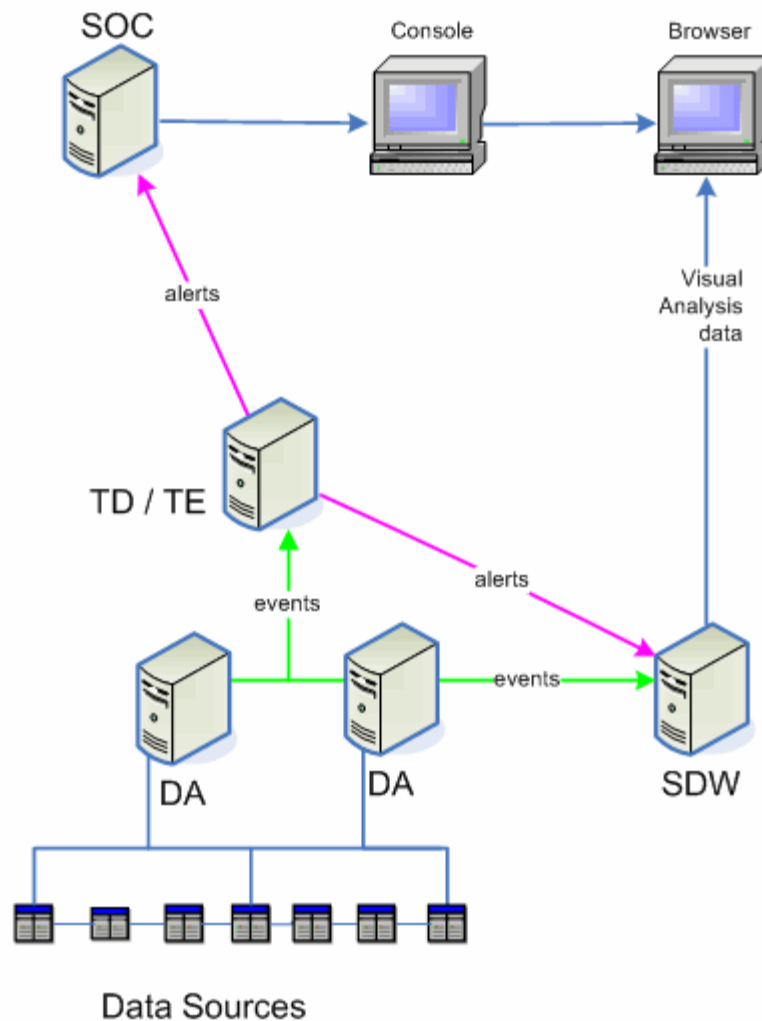 SOC
Console
Browser
alerts
Visual
Analysis
data
TD / TE
alerts
events
events
DA
DA
SDW
Data Sources